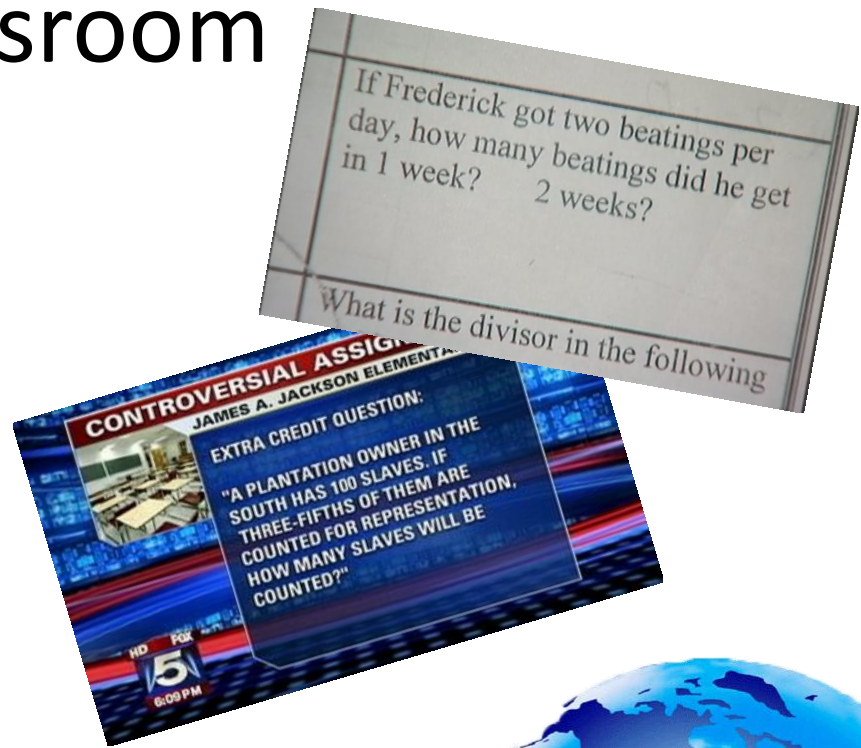 sroom
If Frederick got two beatings per
day, how many beatings did he get
in 1 week? 2 weeks?
What is the divisor in the following
CONTROVERSIAL
JAMES A. JACKSON
EXTRA CREDIT QUESTION:
"A PLANTATION OWNER IN THE
SOUTH HAS 100 SLAVES. IF
THREE-FIFTHS OF THEM ARE
COUNTED FOR REPRESENTATION,
HOW MANY SLAVES WILL BE
COUNTED?"
HD FOX
5
6:09 PM